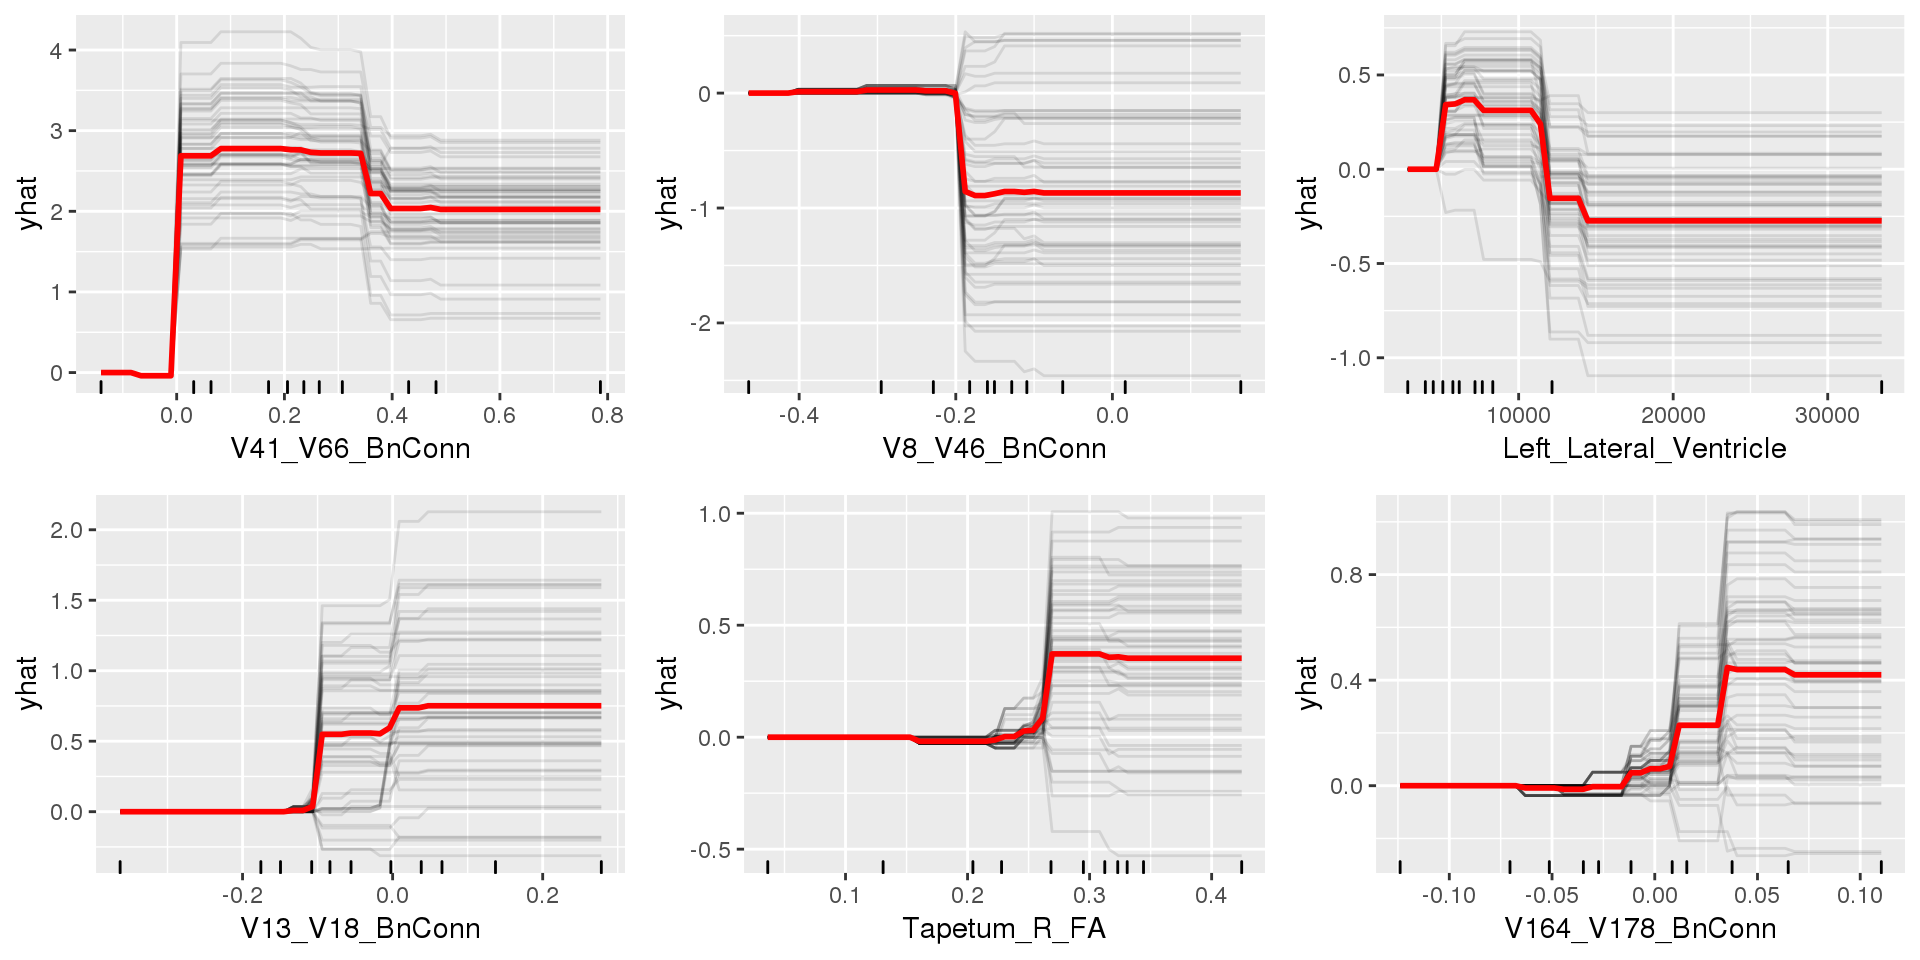 4
3
2
1
0
yhat
0.0 0.2 0.4 0.6 0.8
V41_V66_BnConn
0
-1
-2
yhat
-0.4 -0.2 0.0
V8_V46_BnConn
0.5
0.0
-0.5
-1.0
yhat
10000 20000 30000
Left_Lateral_Ventricle
2.0
1.5
1.0
0.5
0.0
yhat
-0.2 0.0 0.2
V13_V18_BnConn
1.0
0.5
0.0
-0.5
yhat
0.1 0.2 0.3 0.4
Tapetum_R_FA
0.8
0.4
0.0
yhat
-0.10 -0.05 0.00 0.05 0.10
V164_V178_BnConn